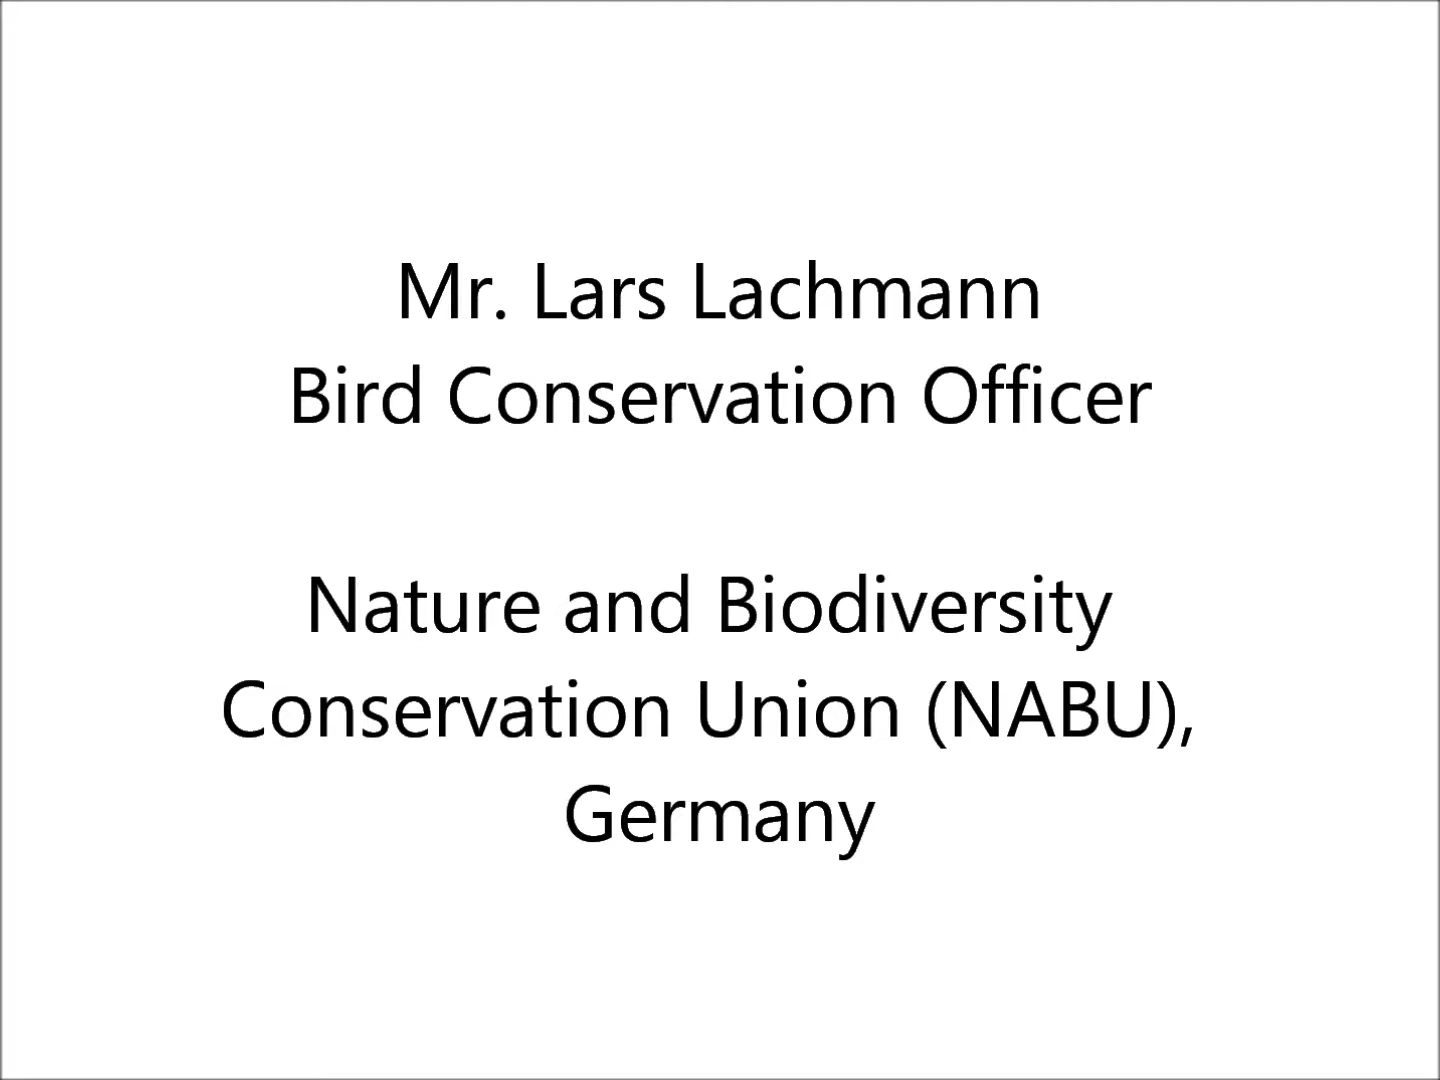 Mr. Lars Lachmann
Bird Conservation Officer
Nature and Biodiversity
Conservation Union (NABU),
Germany